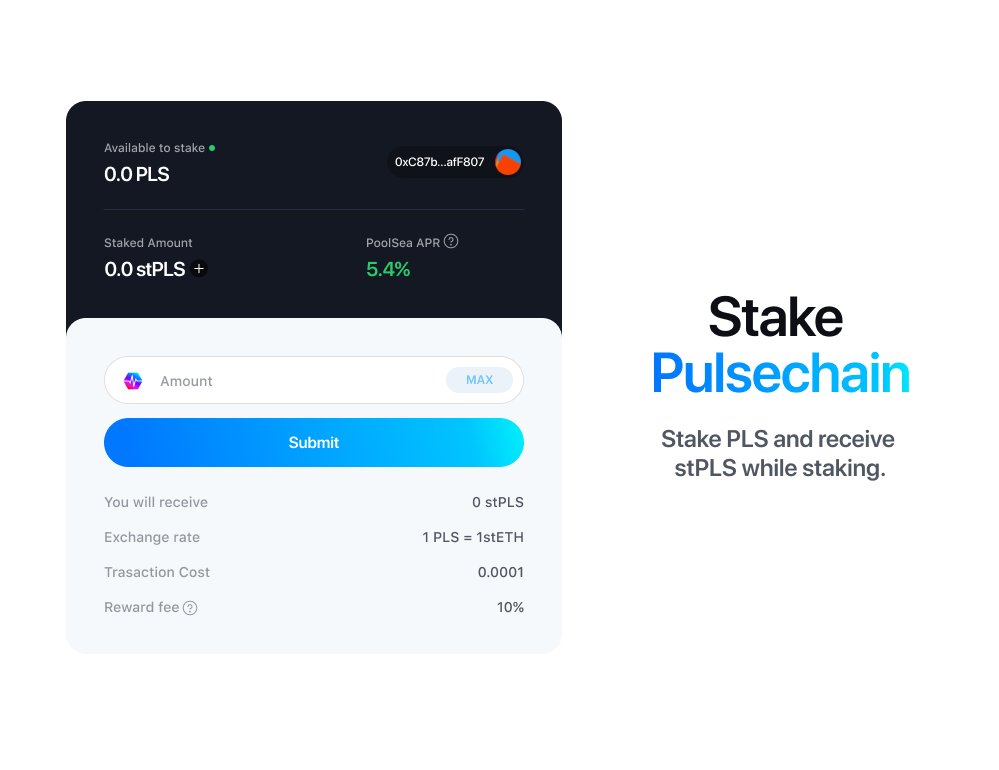 Available to stake
0.0 PLS
0xC87b...afF807
Staked Amount
0.0 stPLS +
PoolSea APR ?
5.4%
Amount
MAX
Submit
You will receive
0 stPLS
Exchange rate
1 PLS = 1stETH
Trasaction Cost
0.0001
Reward fee ?
10%
Stake
Pulsechain
Stake PLS and receive
stPLS while staking.